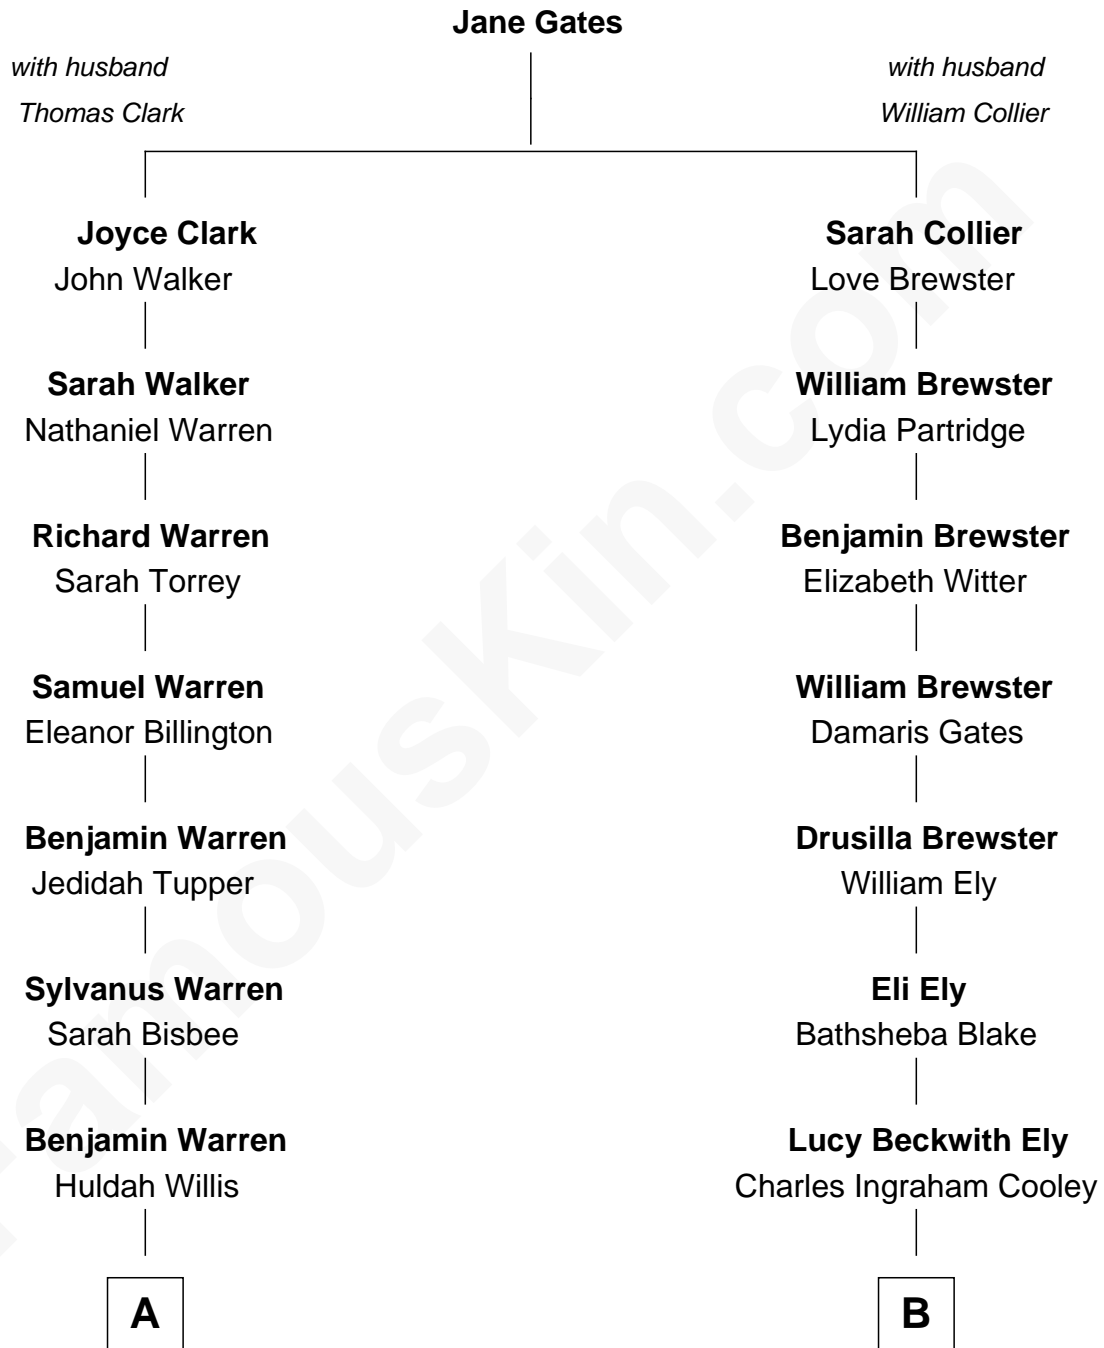 Jane Gates
with husband
Thomas Clark
with husband
William Collier
Joyce Clark
John Walker
Sarah Collier
Love Brewster
Sarah Walker
Nathaniel Warren
William Brewster
Lydia Partridge
Richard Warren
Sarah Torrey
Benjamin Brewster
Elizabeth Witter
Samuel Warren
Eleanor Billington
William Brewster
Damaris Gates
Benjamin Warren
Jedidah Tupper
Drusilla Brewster
William Ely
Sylvanus Warren
Sarah Bisbee
Eli Ely
Bathsheba Blake
Benjamin Warren
Huldah Willis
Lucy Beckwith Ely
Charles Ingraham Cooley
A
B
FamousKin.com